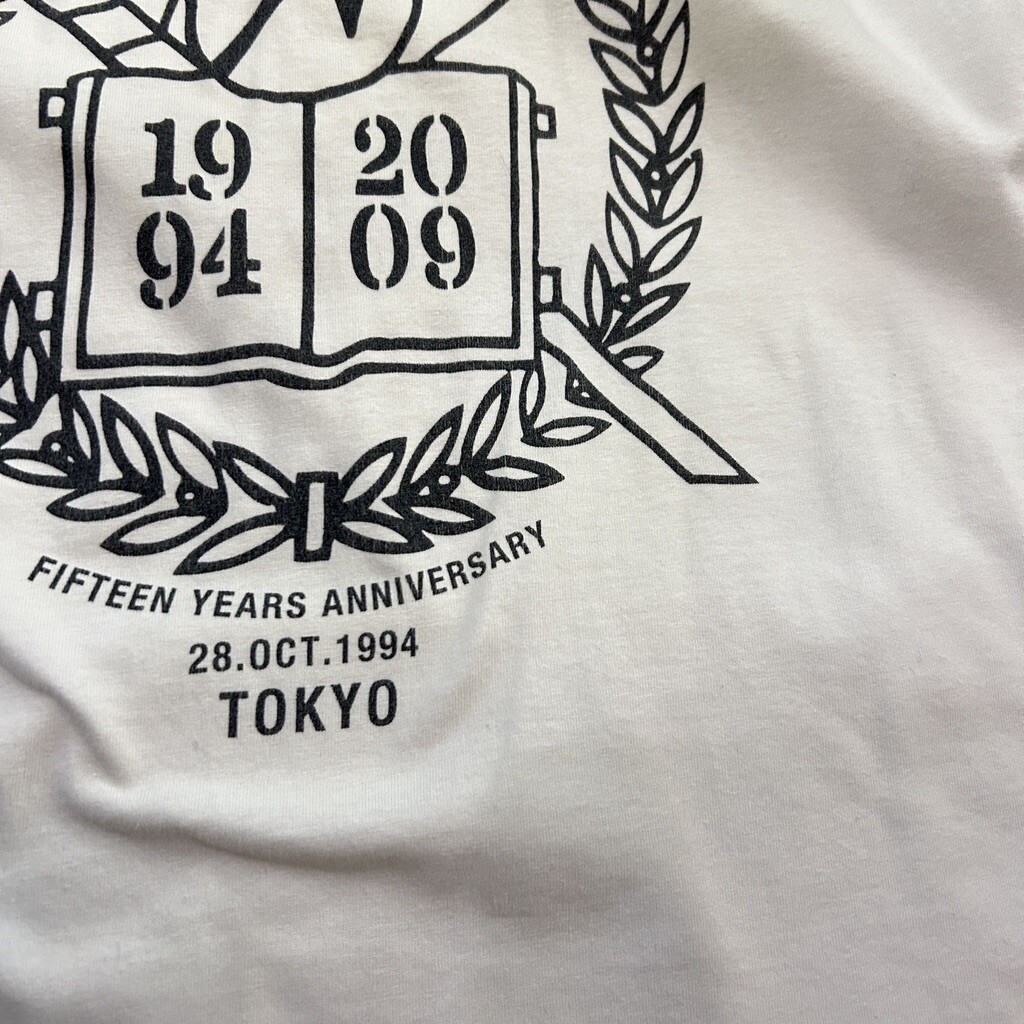 19 20
94 09
FIFTEEN YEARS ANNIVERSARY
28.OCT.1994
TOKYO